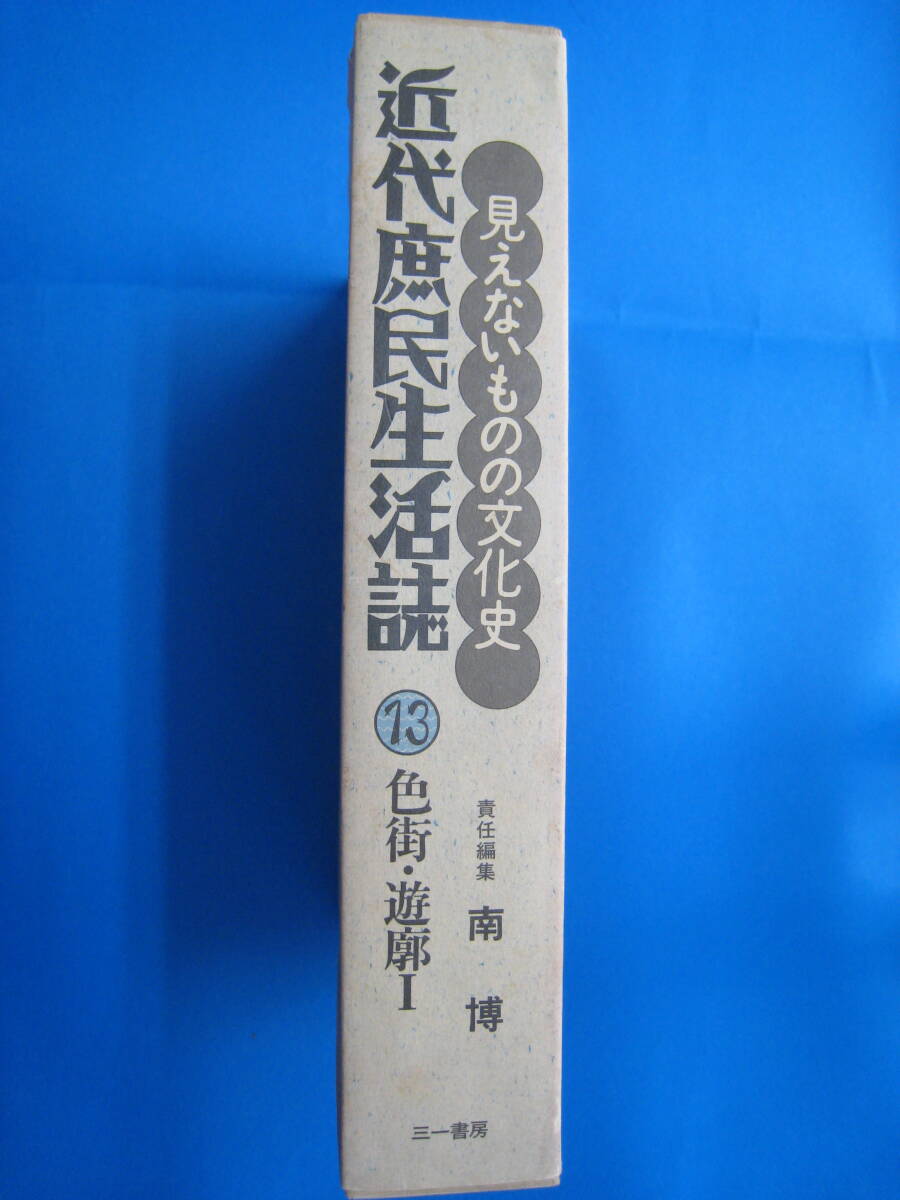 見えないものの文化史
近代庶民生活誌
13
色街・遊廓Ⅰ
責任編集
南博
三一書房